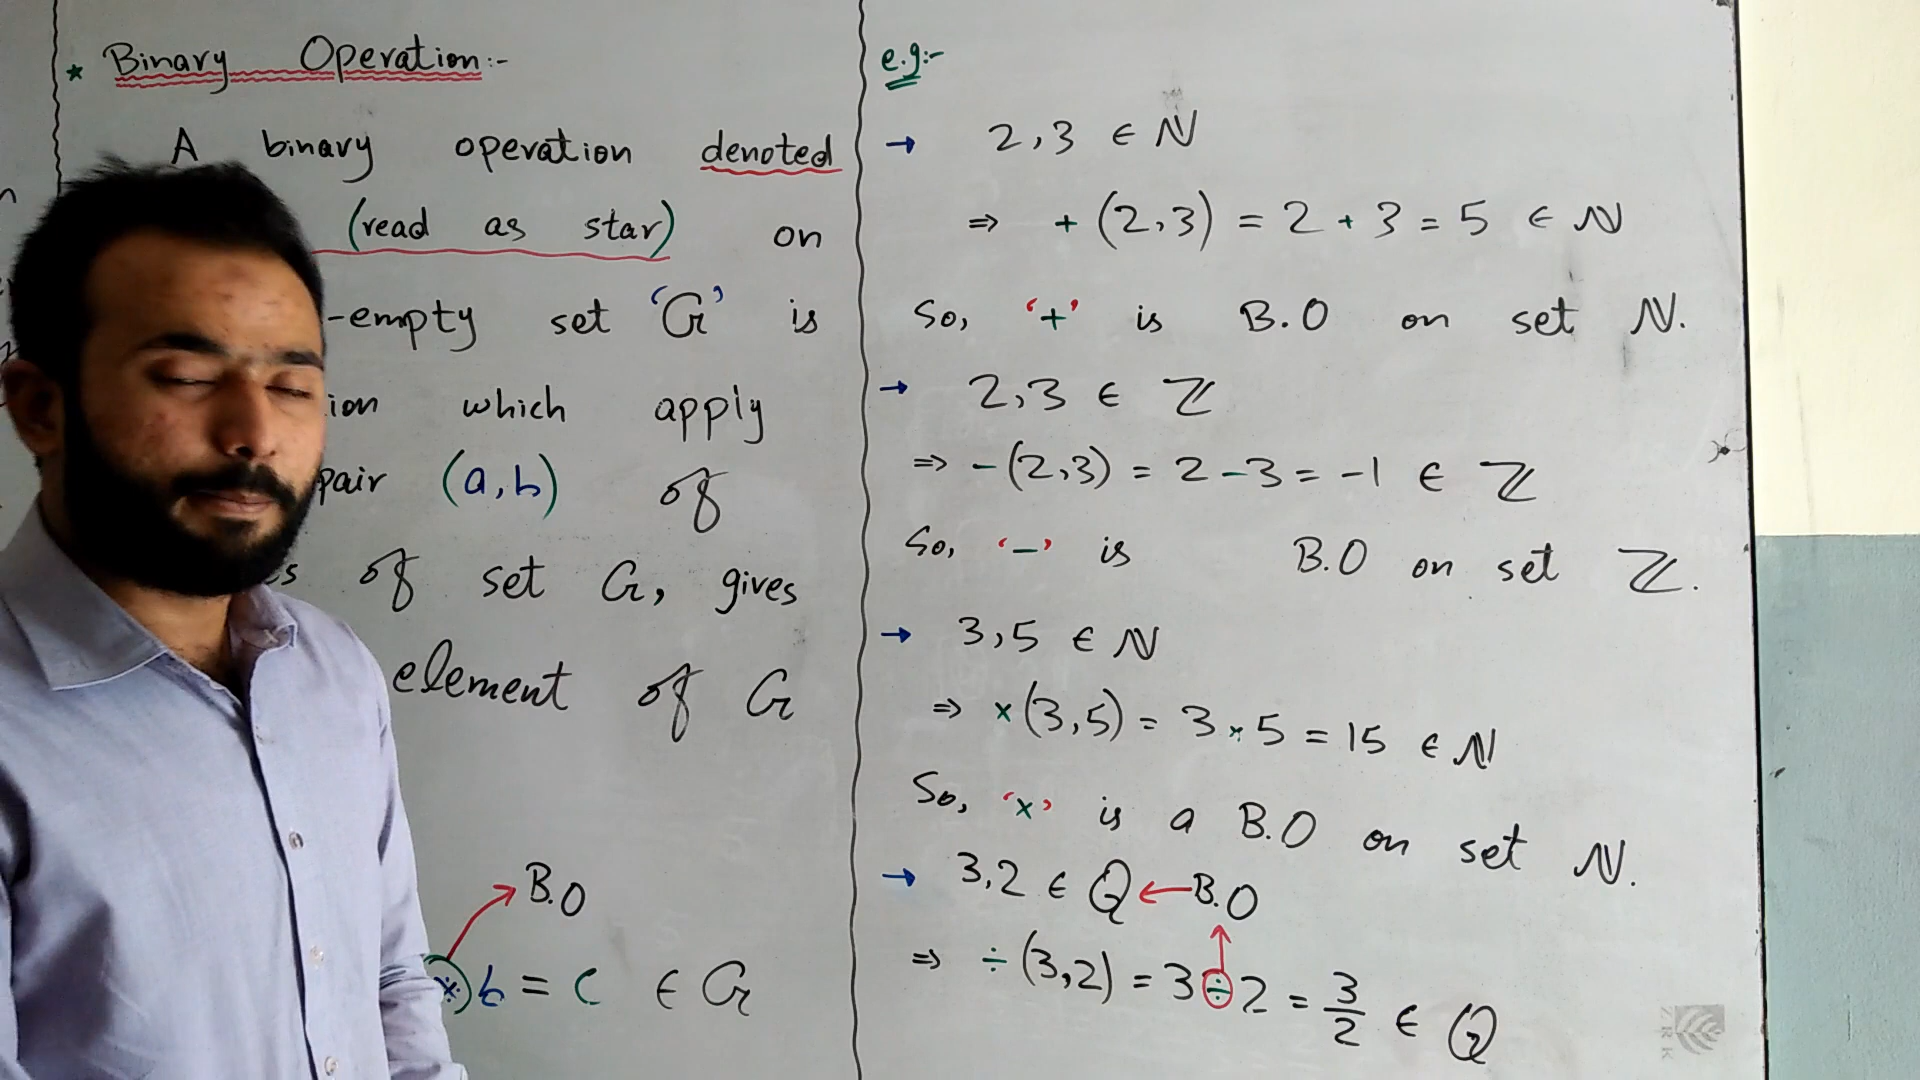 * Binary Operation:-
A binary operation denoted
(read as star) on
-empty set 'G' is
ion which apply
pair (a,b) of
s of set G, gives
element of G
B.O
* b = c ∈ G
e.g:-
→ 2,3 ∈ ℕ
⇒ + (2,3) = 2 + 3 = 5 ∈ ℕ
So, '+' is B.O on set ℕ.
→ 2,3 ∈ ℤ
⇒ -(2,3) = 2 - 3 = -1 ∈ ℤ
So, '-' is B.O on set ℤ.
→ 3,5 ∈ ℕ
⇒ ×(3,5) = 3 × 5 = 15 ∈ ℕ
So, '×' is a B.O on set ℕ.
→ 3,2 ∈ ℚ ← B.O
⇒ ÷ (3,2) = 3 ÷ 2 = 3/2 ∈ ℚ
ZRK